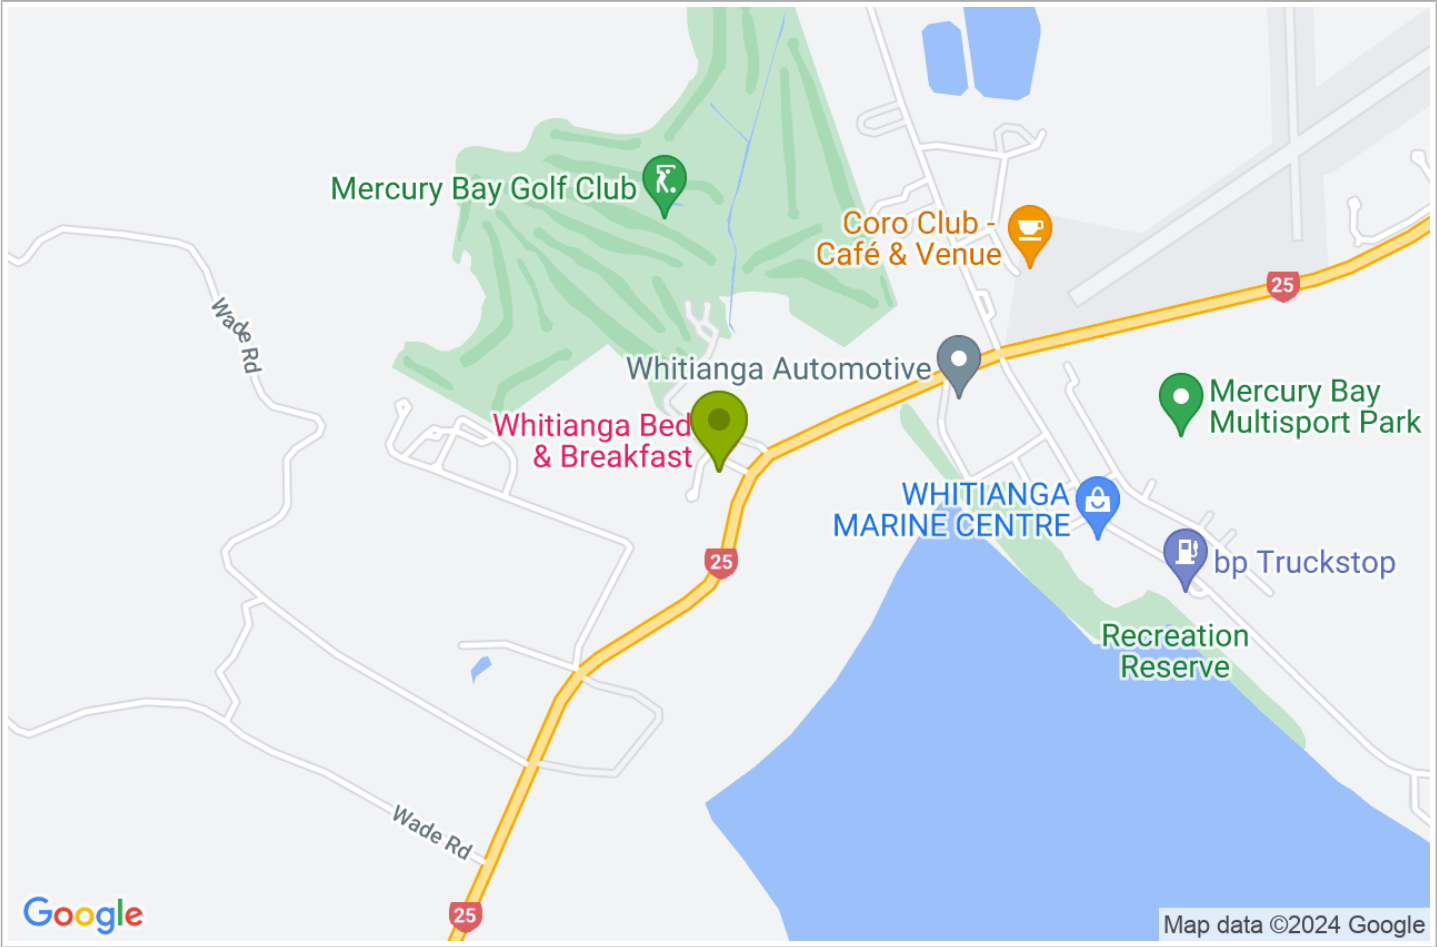 Mercury Bay Golf Club
Coro Club -
Café & Venue
25
Wade Rd
Whitianga Automotive
Mercury Bay
Multisport Park
Whitianga Bed
& Breakfast
WHITIANGA
MARINE CENTRE
25
bp Truckstop
Recreation
Reserve
Wade Rd
25
Google
Map data ©2024 Google